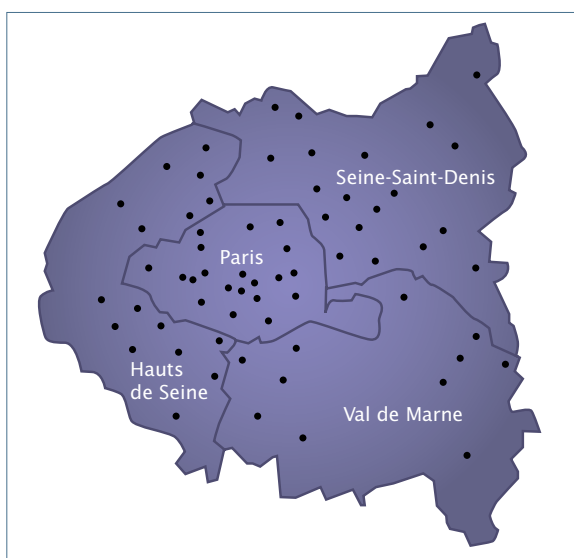 Seine-Saint-Denis
Paris
Hauts
de Seine
Val de Marne